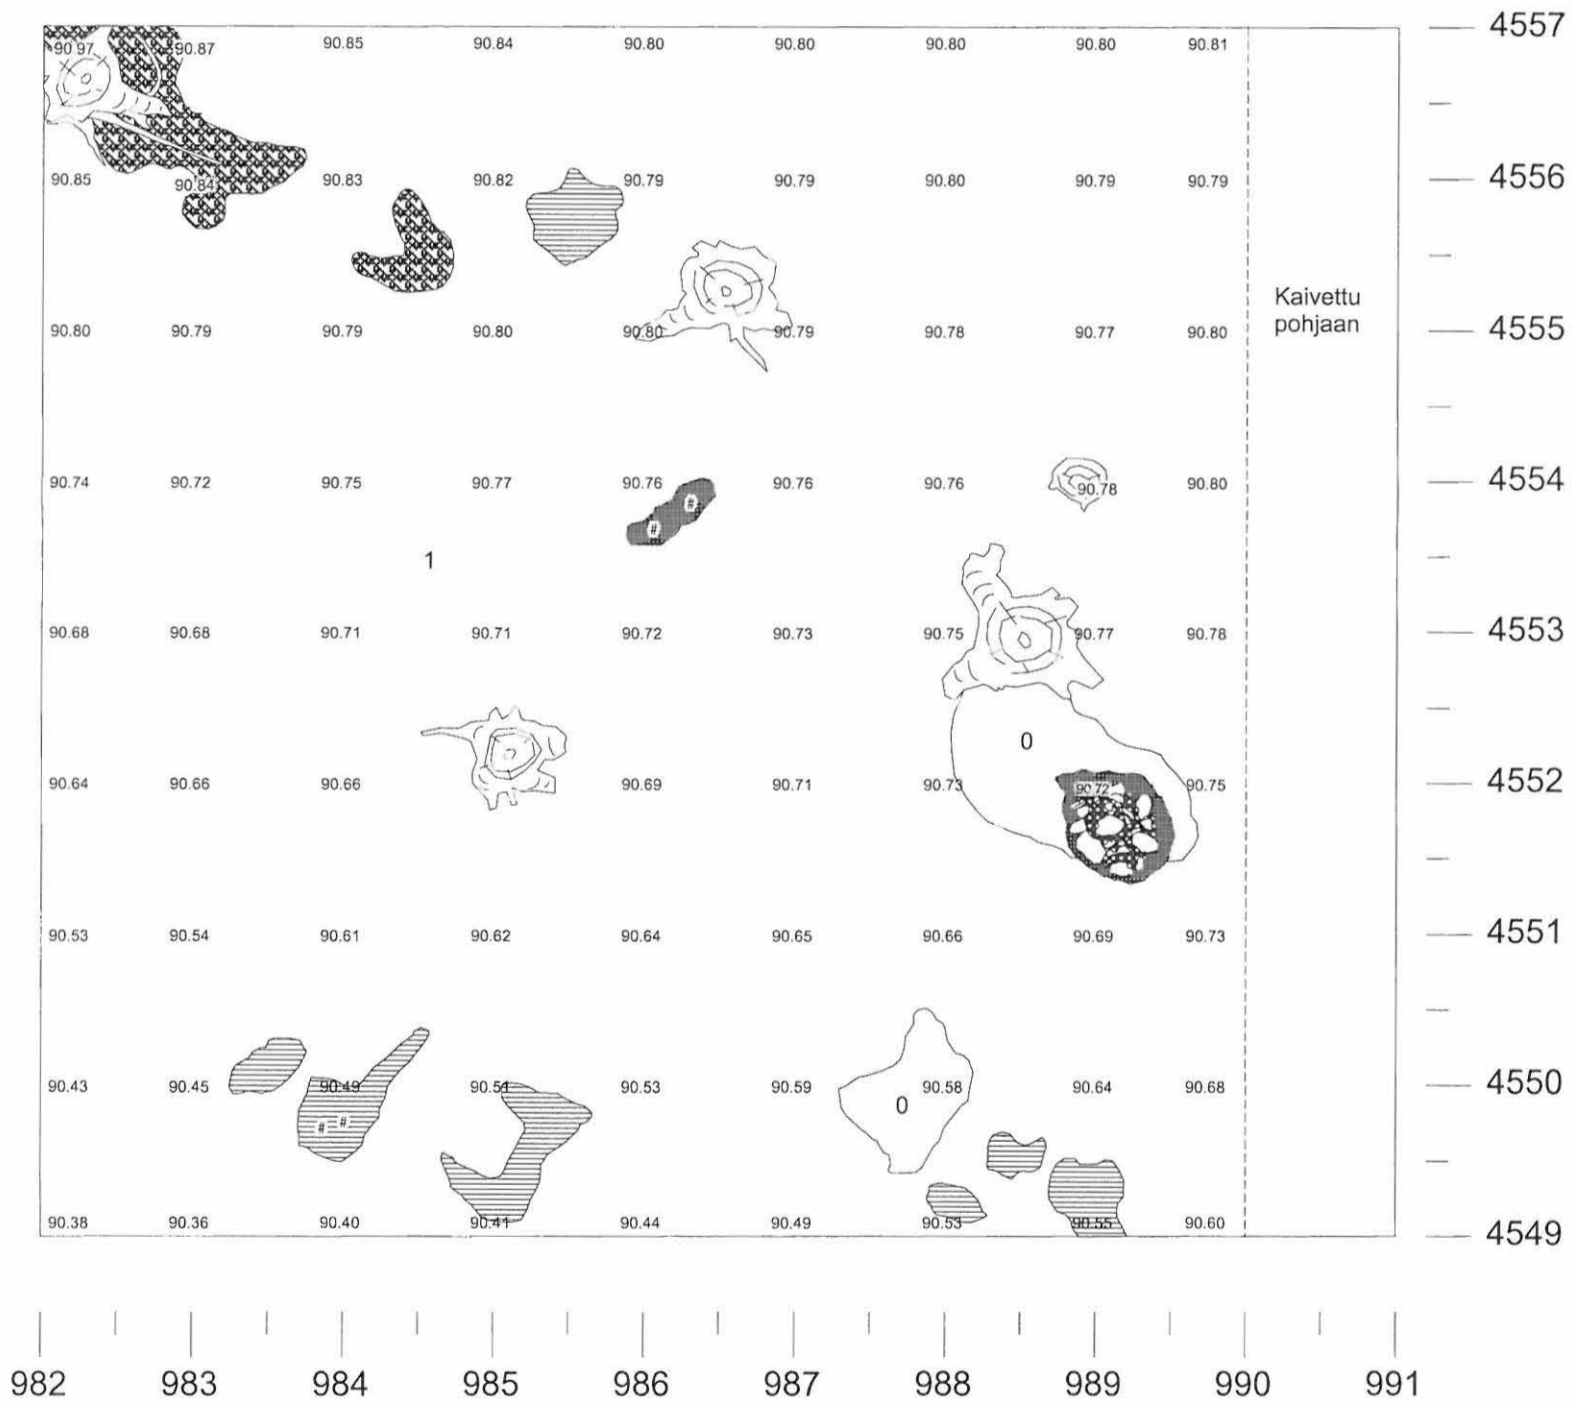 4557
90.97 90.87 90.85 90.84 90.80 90.80 90.80 90.80 90.81
90.85 90.84 90.83 90.82 90.79 90.79 90.80 90.79 90.79 4556
Kaivettu
pohjaan
90.80 90.79 90.79 90.80 90.80 90.79 90.78 90.77 90.80 4555
90.74 90.72 90.75 90.77 90.76 90.76 90.76 90.78 90.80 4554
#
#
1
90.68 90.68 90.71 90.71 90.72 90.73 90.75 90.77 90.78 4553
0
90.64 90.66 90.66 90.69 90.71 90.73 90.72 90.75 4552
90.53 90.54 90.61 90.62 90.64 90.65 90.66 90.69 90.73 4551
90.43 90.45 90.49 90.51 90.53 90.59 90.58 90.64 90.68 4550
0
# #
90.38 90.36 90.40 90.41 90.44 90.49 90.53 90.55 90.60
4549
982 983 984 985 986 987 988 989 990 991